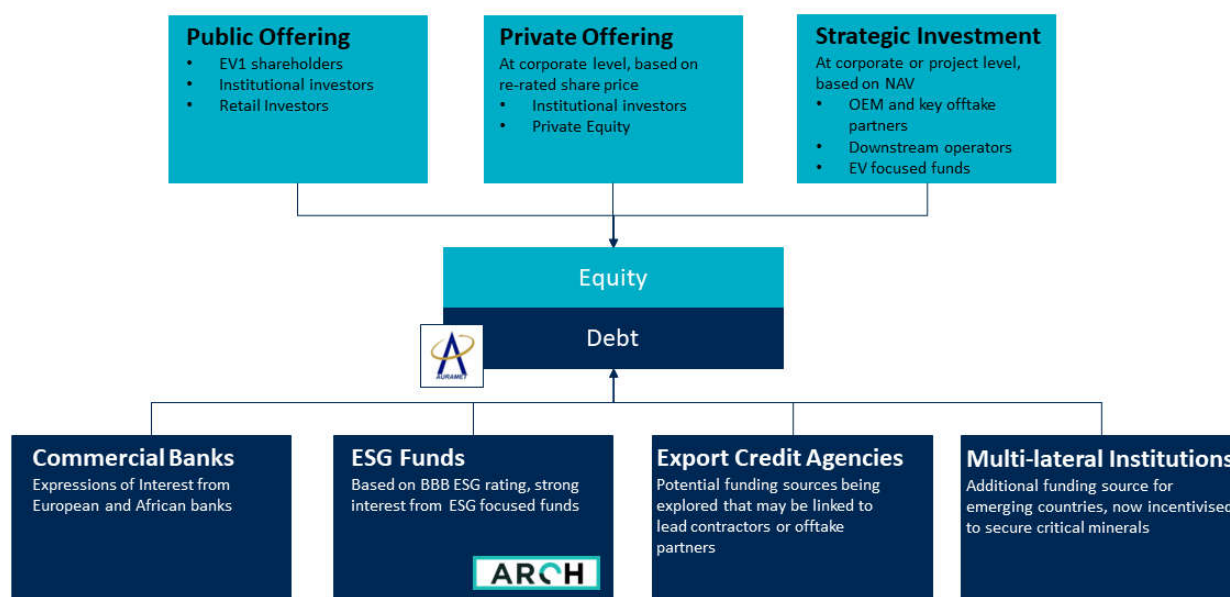 Public Offering
• EV1 shareholders
• Institutional investors
• Retail Investors
Private Offering
At corporate level, based on
re-rated share price
• Institutional investors
• Private Equity
Strategic Investment
At corporate or project level,
based on NAV
• OEM and key offtake
partners
• Downstream operators
• EV focused funds
Equity
Debt
AURAMET
Commercial Banks
Expressions of Interest from
European and African banks
ESG Funds
Based on BBB ESG rating, strong
interest from ESG focused funds
ARCH
Export Credit Agencies
Potential funding sources being
explored that may be linked to
lead contractors or offtake
partners
Multi-lateral Institutions
Additional funding source for
emerging countries, now incentivised
to secure critical minerals